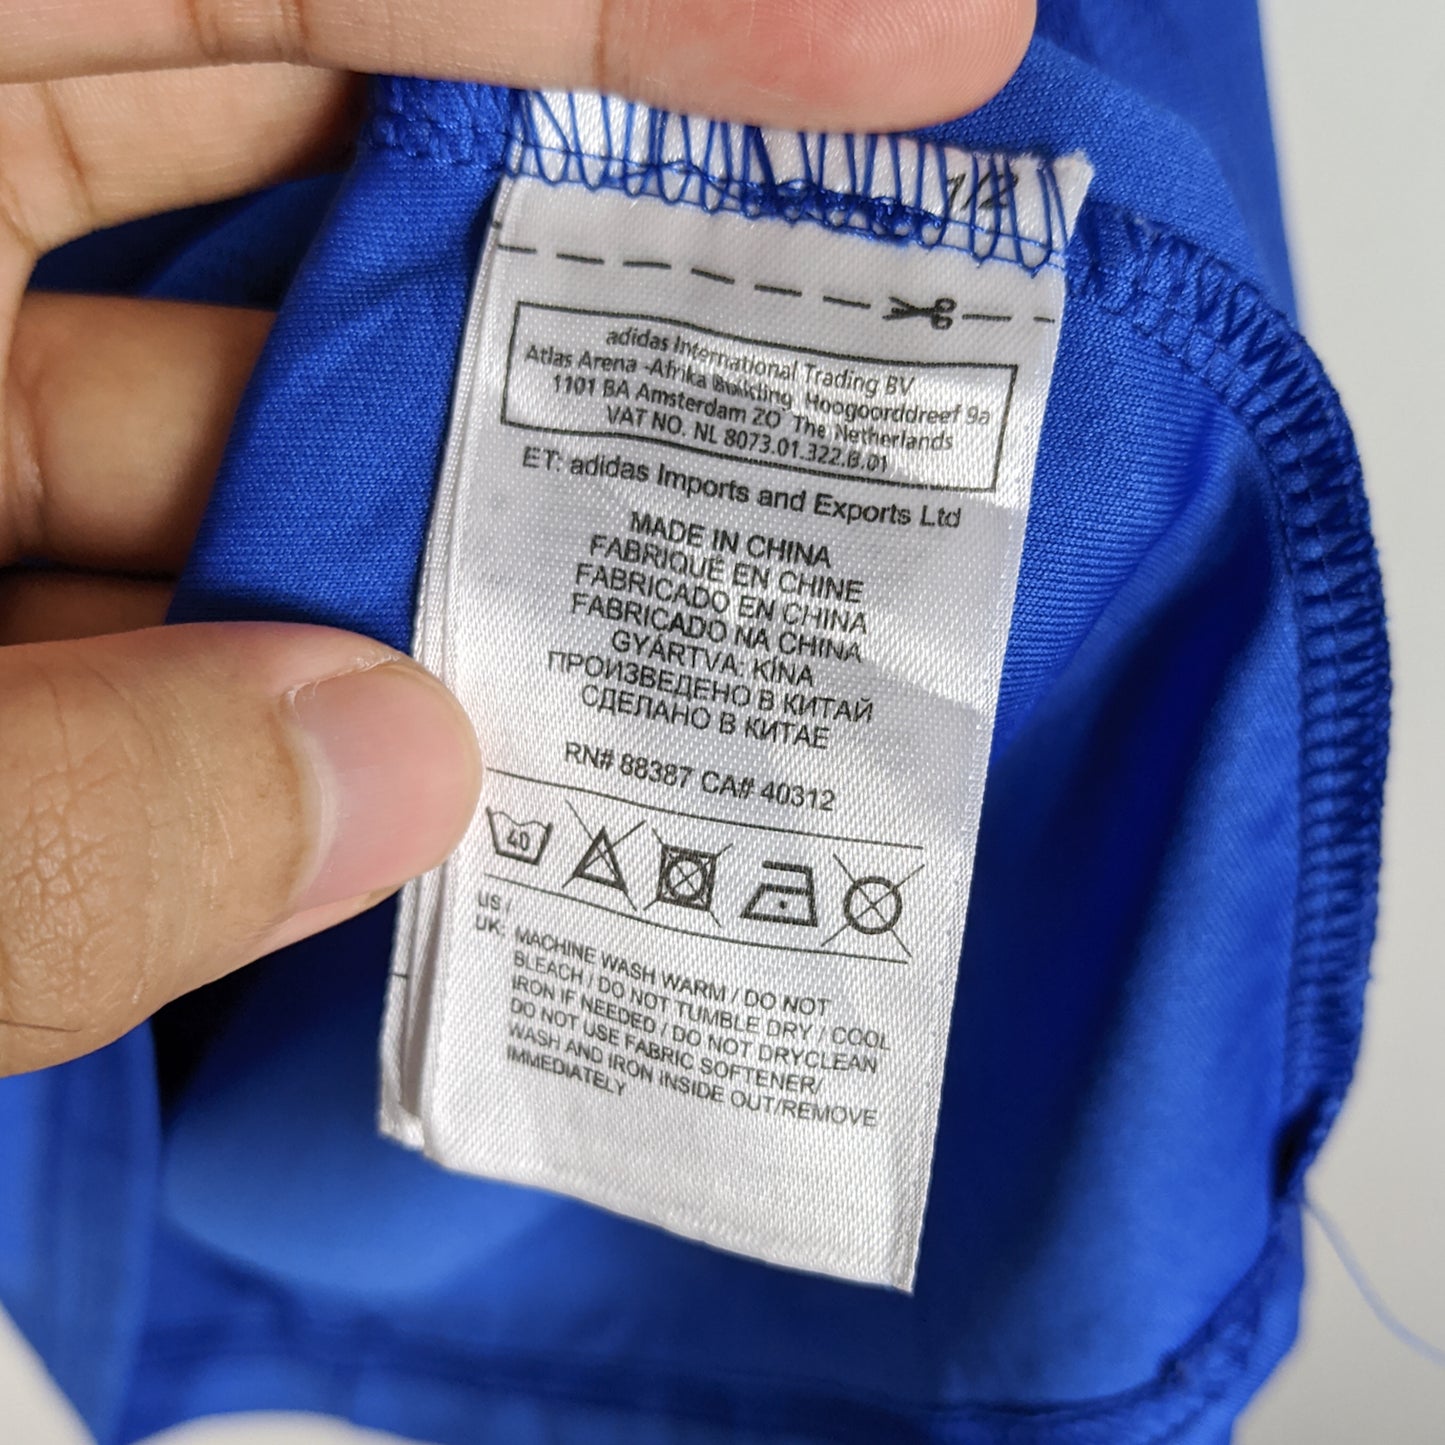 1/2
adidas International Trading BV
Atlas Arena -Afrika Building, Hoogoorddreef 9a
1101 BA Amsterdam ZO The Netherlands
VAT NO. NL 8073.01.322.B.01
ET: adidas Imports and Exports Ltd
MADE IN CHINA
FABRIQUÉ EN CHINE
FABRICADO EN CHINA
FABRICADO NA CHINA
GYÁRTVA: KÍNA
ПРОИЗВЕДЕНО В КИТАЙ
СДЕЛАНО В КИТАЕ
RN# 88387 CA# 40312
40
US /
UK: MACHINE WASH WARM / DO NOT
BLEACH / DO NOT TUMBLE DRY / COOL
IRON IF NEEDED / DO NOT DRYCLEAN
DO NOT USE FABRIC SOFTENER/
WASH AND IRON INSIDE OUT/REMOVE
IMMEDIATELY